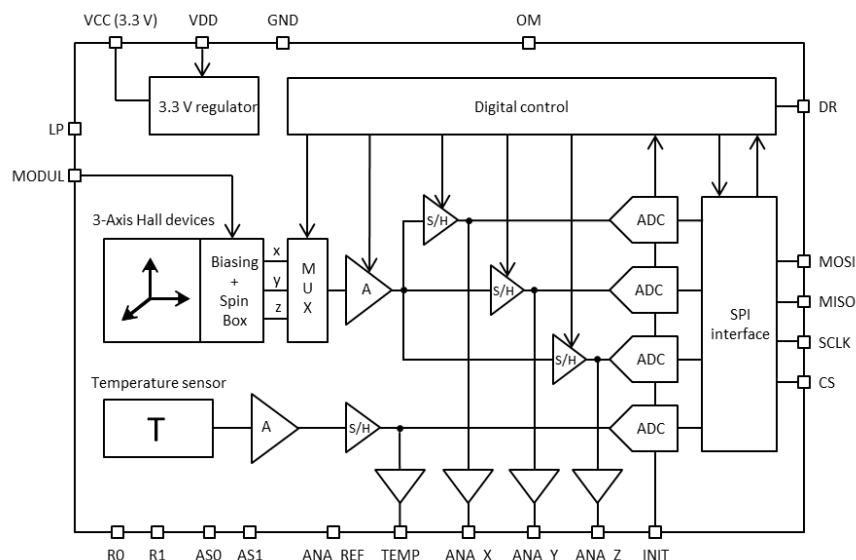 VCC (3.3 V) VDD GND OM
3.3 V regulator Digital control DR
LP
MODUL
3-Axis Hall devices
S/H ADC
Biasing
+
Spin
Box
x
y
z
M
U
X
A S/H ADC
MOSI
MISO
SPI
interface
SCLK
CS
S/H ADC
Temperature sensor
T A S/H ADC
R0 R1 AS0 AS1 ANA_REF TEMP ANA_X ANA_Y ANA_Z INIT